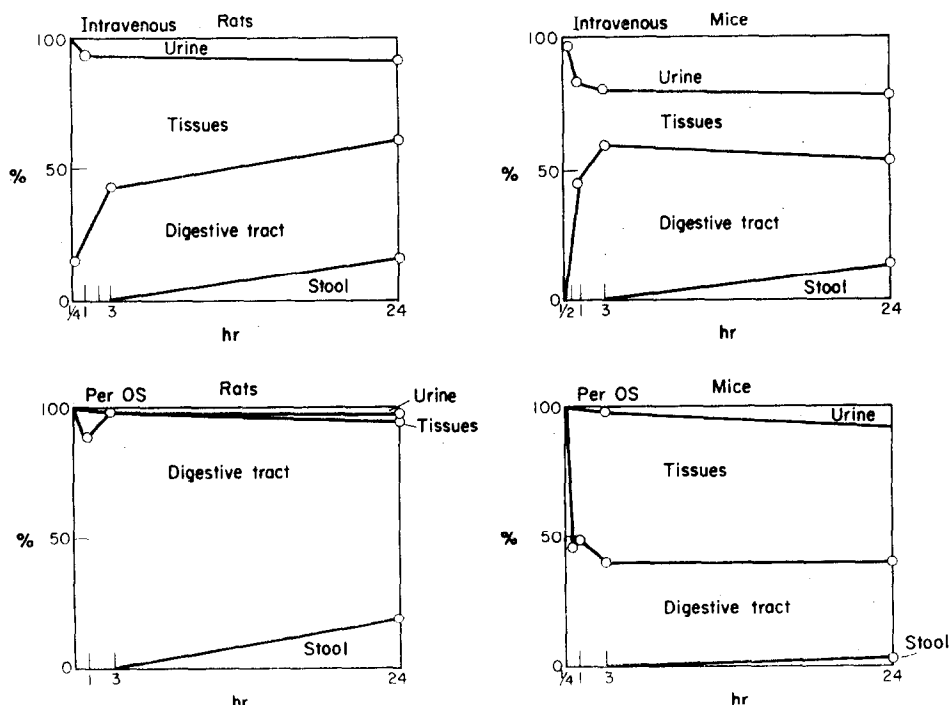 Rats
Intravenous
100
Urine
Tissues
50
%
Digestive tract
Stool
0
¼ 1 3 24
hr
Mice
Intravenous
100
Urine
Tissues
50
%
Digestive tract
Stool
0
½ 1 3 24
hr
Rats
Per OS
100
Urine
Tissues
Digestive tract
50
%
Stool
0
1 3 24
hr
Mice
Per OS
100
Urine
Tissues
50
%
Digestive tract
Stool
0
¼ 1 3 24
hr